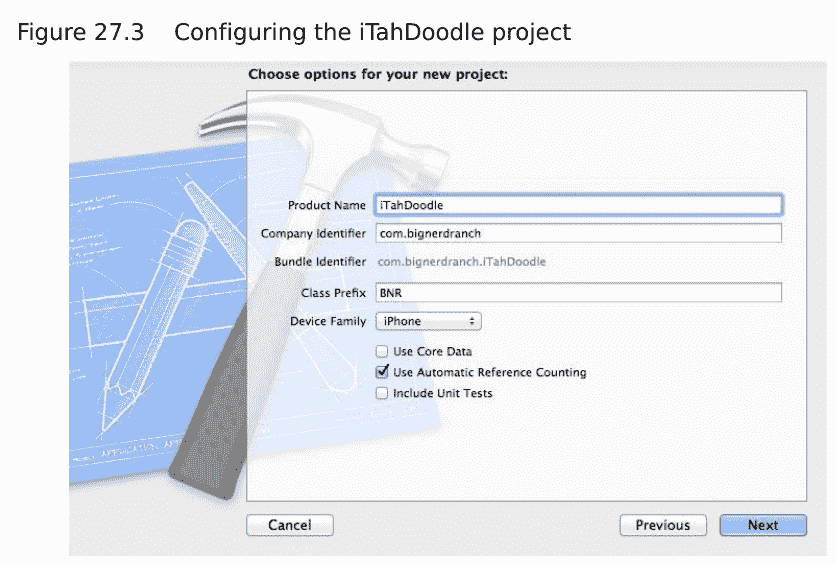 Figure 27.3 Configuring the iTahDoodle project
Choose options for your new project:
Product Name iTahDoodle
Company Identifier com.bignerdranch
Bundle Identifier com.bignerdranch.iTahDoodle
Class Prefix BNR
Device Family iPhone
Use Core Data
Use Automatic Reference Counting
Include Unit Tests
Cancel Previous Next